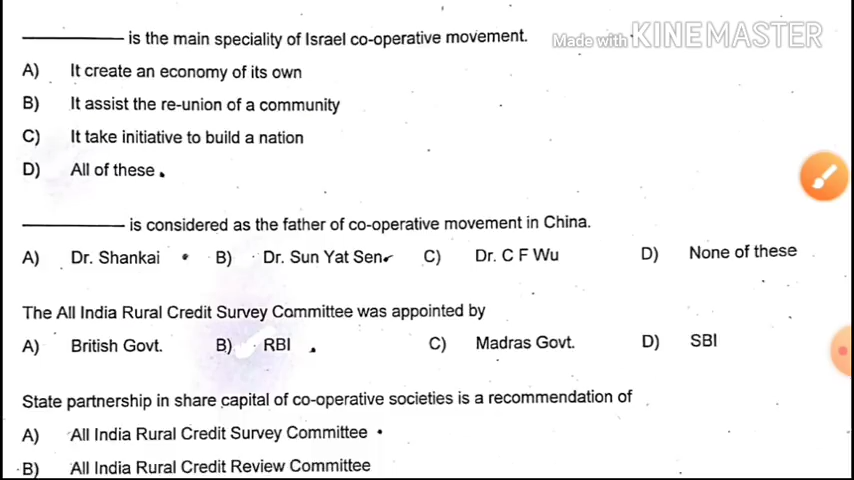 Made with KINEMASTER
__________ is the main speciality of Israel co-operative movement.
A) It create an economy of its own
B) It assist the re-union of a community
C) It take initiative to build a nation
D) All of these
__________ is considered as the father of co-operative movement in China.
A) Dr. Shankai B) Dr. Sun Yat Sen C) Dr. C F Wu D) None of these
The All India Rural Credit Survey Committee was appointed by
A) British Govt. B) RBI C) Madras Govt. D) SBI
State partnership in share capital of co-operative societies is a recommendation of
A) All India Rural Credit Survey Committee
B) All India Rural Credit Review Committee